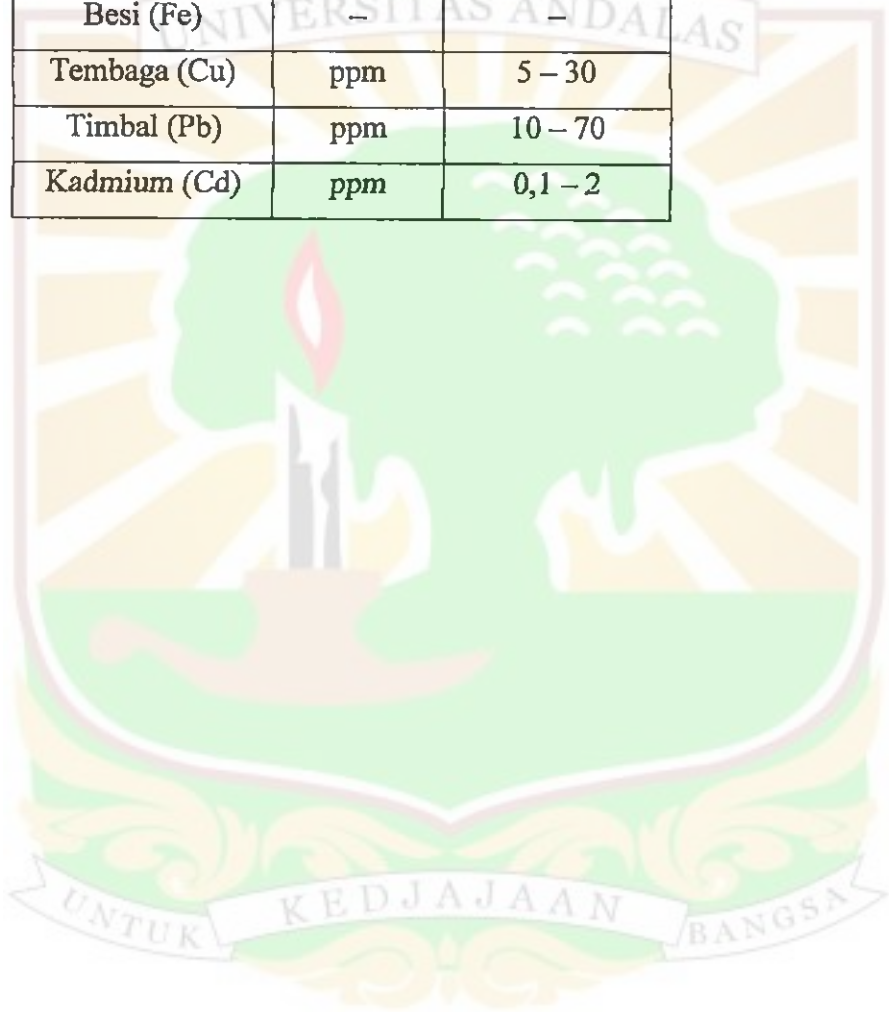 UNIVERSITAS ANDALAS
Besi (Fe) – –
Tembaga (Cu) ppm 5 – 30
Timbal (Pb) ppm 10 – 70
Kadmium (Cd) ppm 0,1 – 2
UNTUK KEDJAJAAN BANGSA